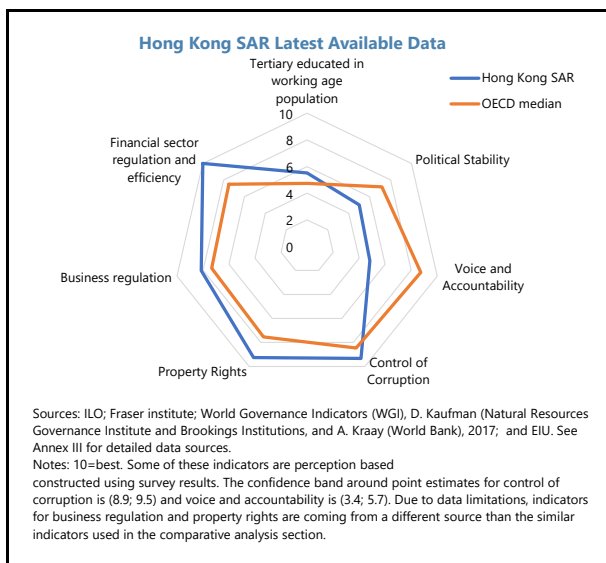 Hong Kong SAR Latest Available Data
Tertiary educated in
working age
population
Hong Kong SAR
OECD median
10
8
6
4
2
0
Financial sector
regulation and
efficiency
Political Stability
Business regulation
Voice and
Accountability
Property Rights
Control of
Corruption
Sources: ILO; Fraser institute; World Governance Indicators (WGI), D. Kaufman (Natural Resources
Governance Institute and Brookings Institutions, and A. Kraay (World Bank), 2017;  and EIU. See
Annex III for detailed data sources.
Notes: 10=best. Some of these indicators are perception based
constructed using survey results. The confidence band around point estimates for control of
corruption is (8.9; 9.5) and voice and accountability is (3.4; 5.7). Due to data limitations, indicators
for business regulation and property rights are coming from a different source than the similar
indicators used in the comparative analysis section.